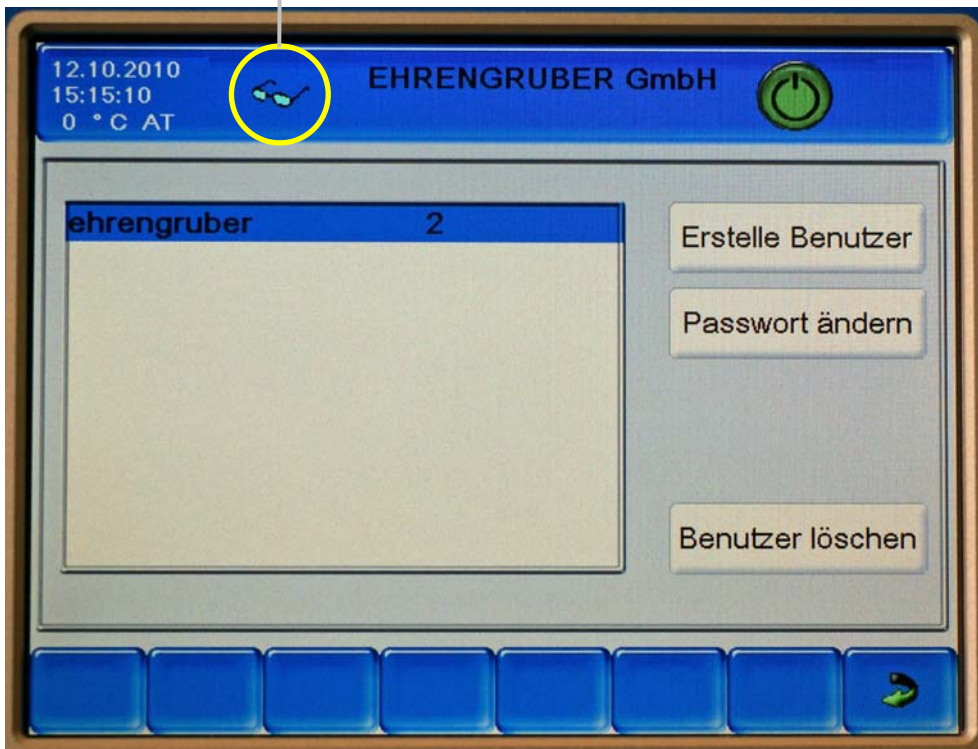 12.10.2010
15:15:10
0 °C AT
EHRENGRUBER GmbH
ehrengruber 2
Erstelle Benutzer
Passwort ändern
Benutzer löschen